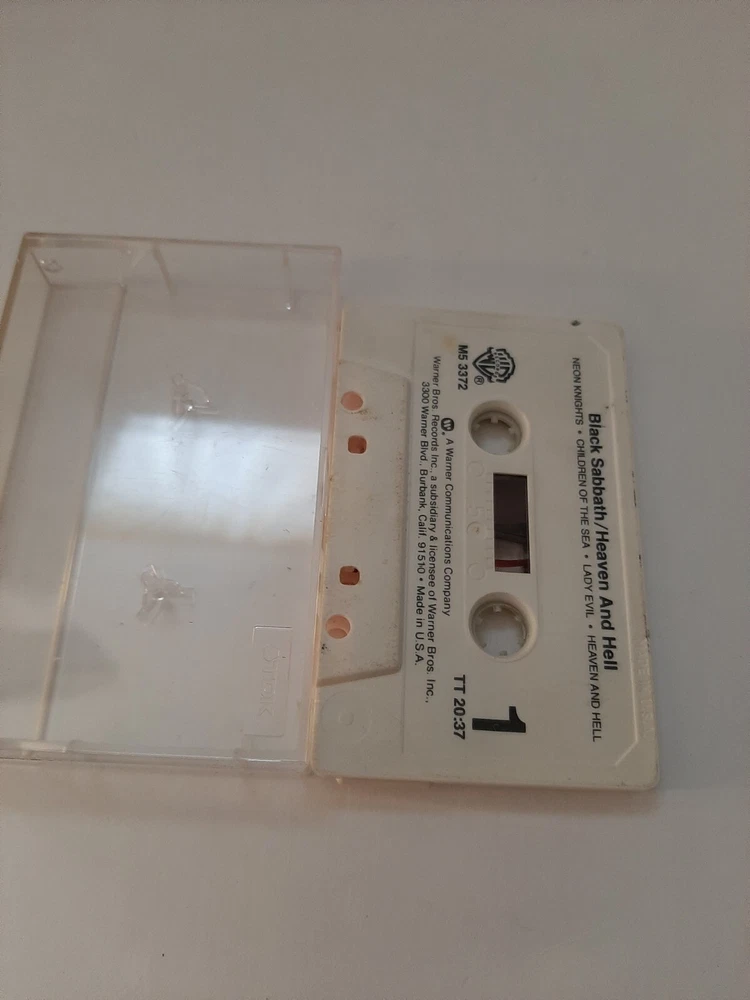 Black Sabbath/Heaven And Hell
NEON KNIGHTS • CHILDREN OF THE SEA • LADY EVIL • HEAVEN AND HELL
®
M5 3372
1
TT 20:37
A Warner Communications Company
Warner Bros. Records Inc., a subsidiary & licensee of Warner Bros. Inc.,
3300 Warner Blvd., Burbank, Calif. 91510 • Made in U.S.A.